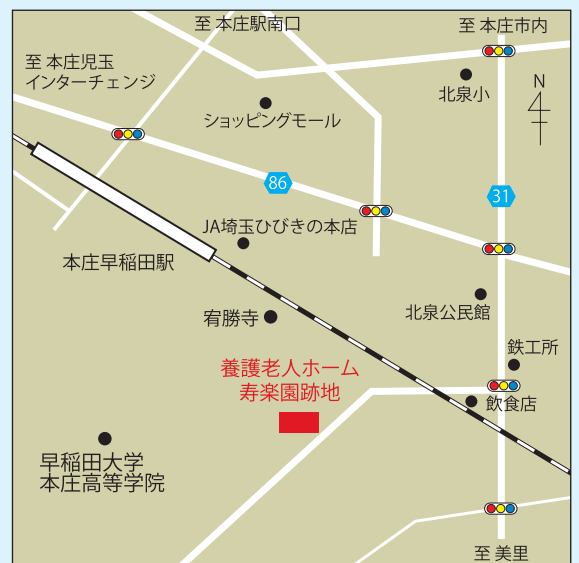 至 本庄駅南口
至 本庄市内
至 本庄児玉
インターチェンジ
北泉小
N
ショッピングモール
86
31
JA埼玉ひびきの本店
本庄早稲田駅
北泉公民館
宥勝寺
鉄工所
養護老人ホーム
寿楽園跡地
飲食店
早稲田大学
本庄高等学院
至 美里